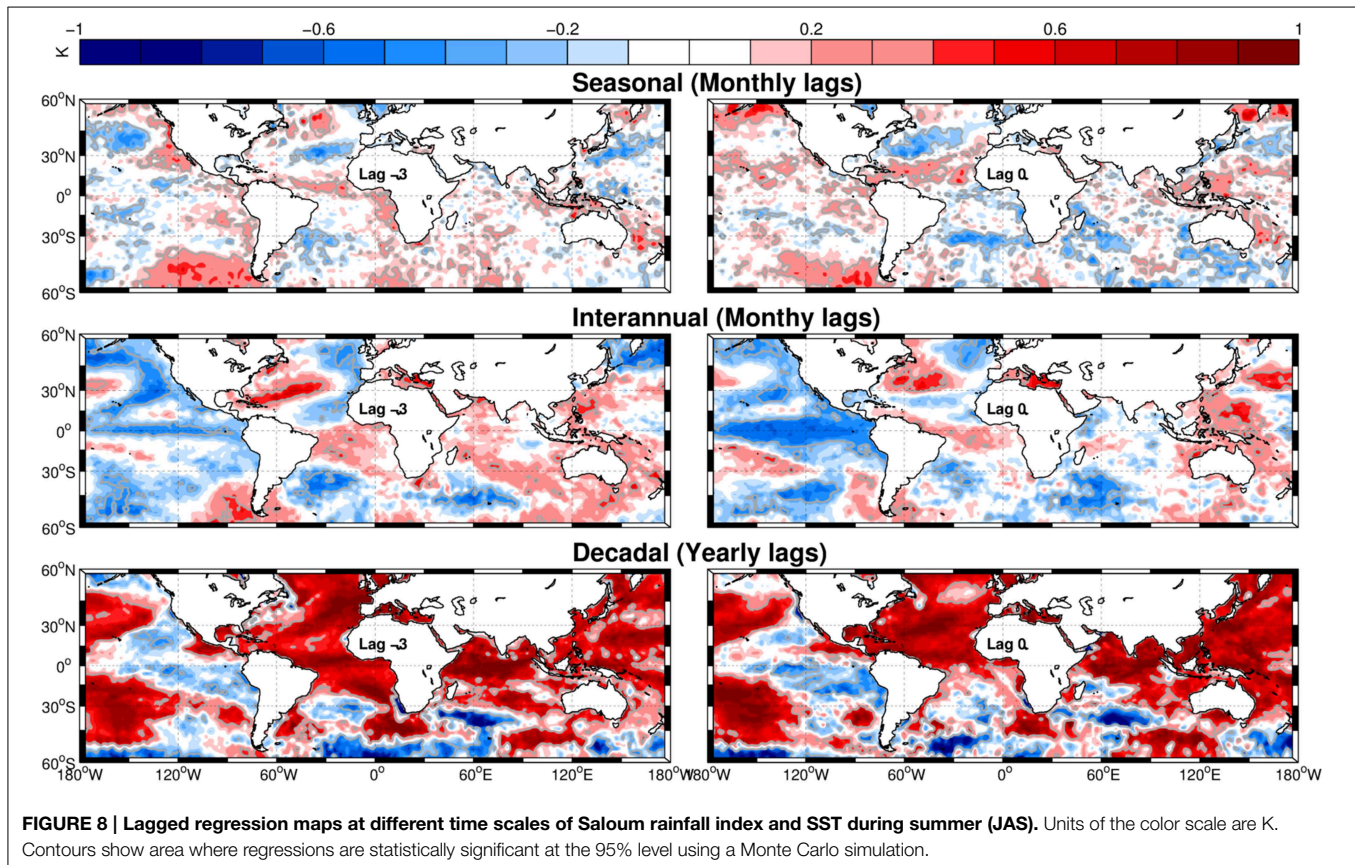 K
−1 −0.6 −0.2 0.2 0.6 1
Seasonal (Monthly lags)
60°N
30°N
0°
30°S
60°S
Lag −3
Lag 0
Interannual (Monthy lags)
60°N
30°N
0°
30°S
60°S
Lag −3
Lag 0
Decadal (Yearly lags)
60°N
30°N
0°
30°S
60°S
Lag −3
Lag 0
180°W 120°W 60°W 0° 60°E 120°E 180°W
180°W 120°W 60°W 0° 60°E 120°E 180°W
FIGURE 8 | Lagged regression maps at different time scales of Saloum rainfall index and SST during summer (JAS). Units of the color scale are K.
Contours show area where regressions are statistically significant at the 95% level using a Monte Carlo simulation.